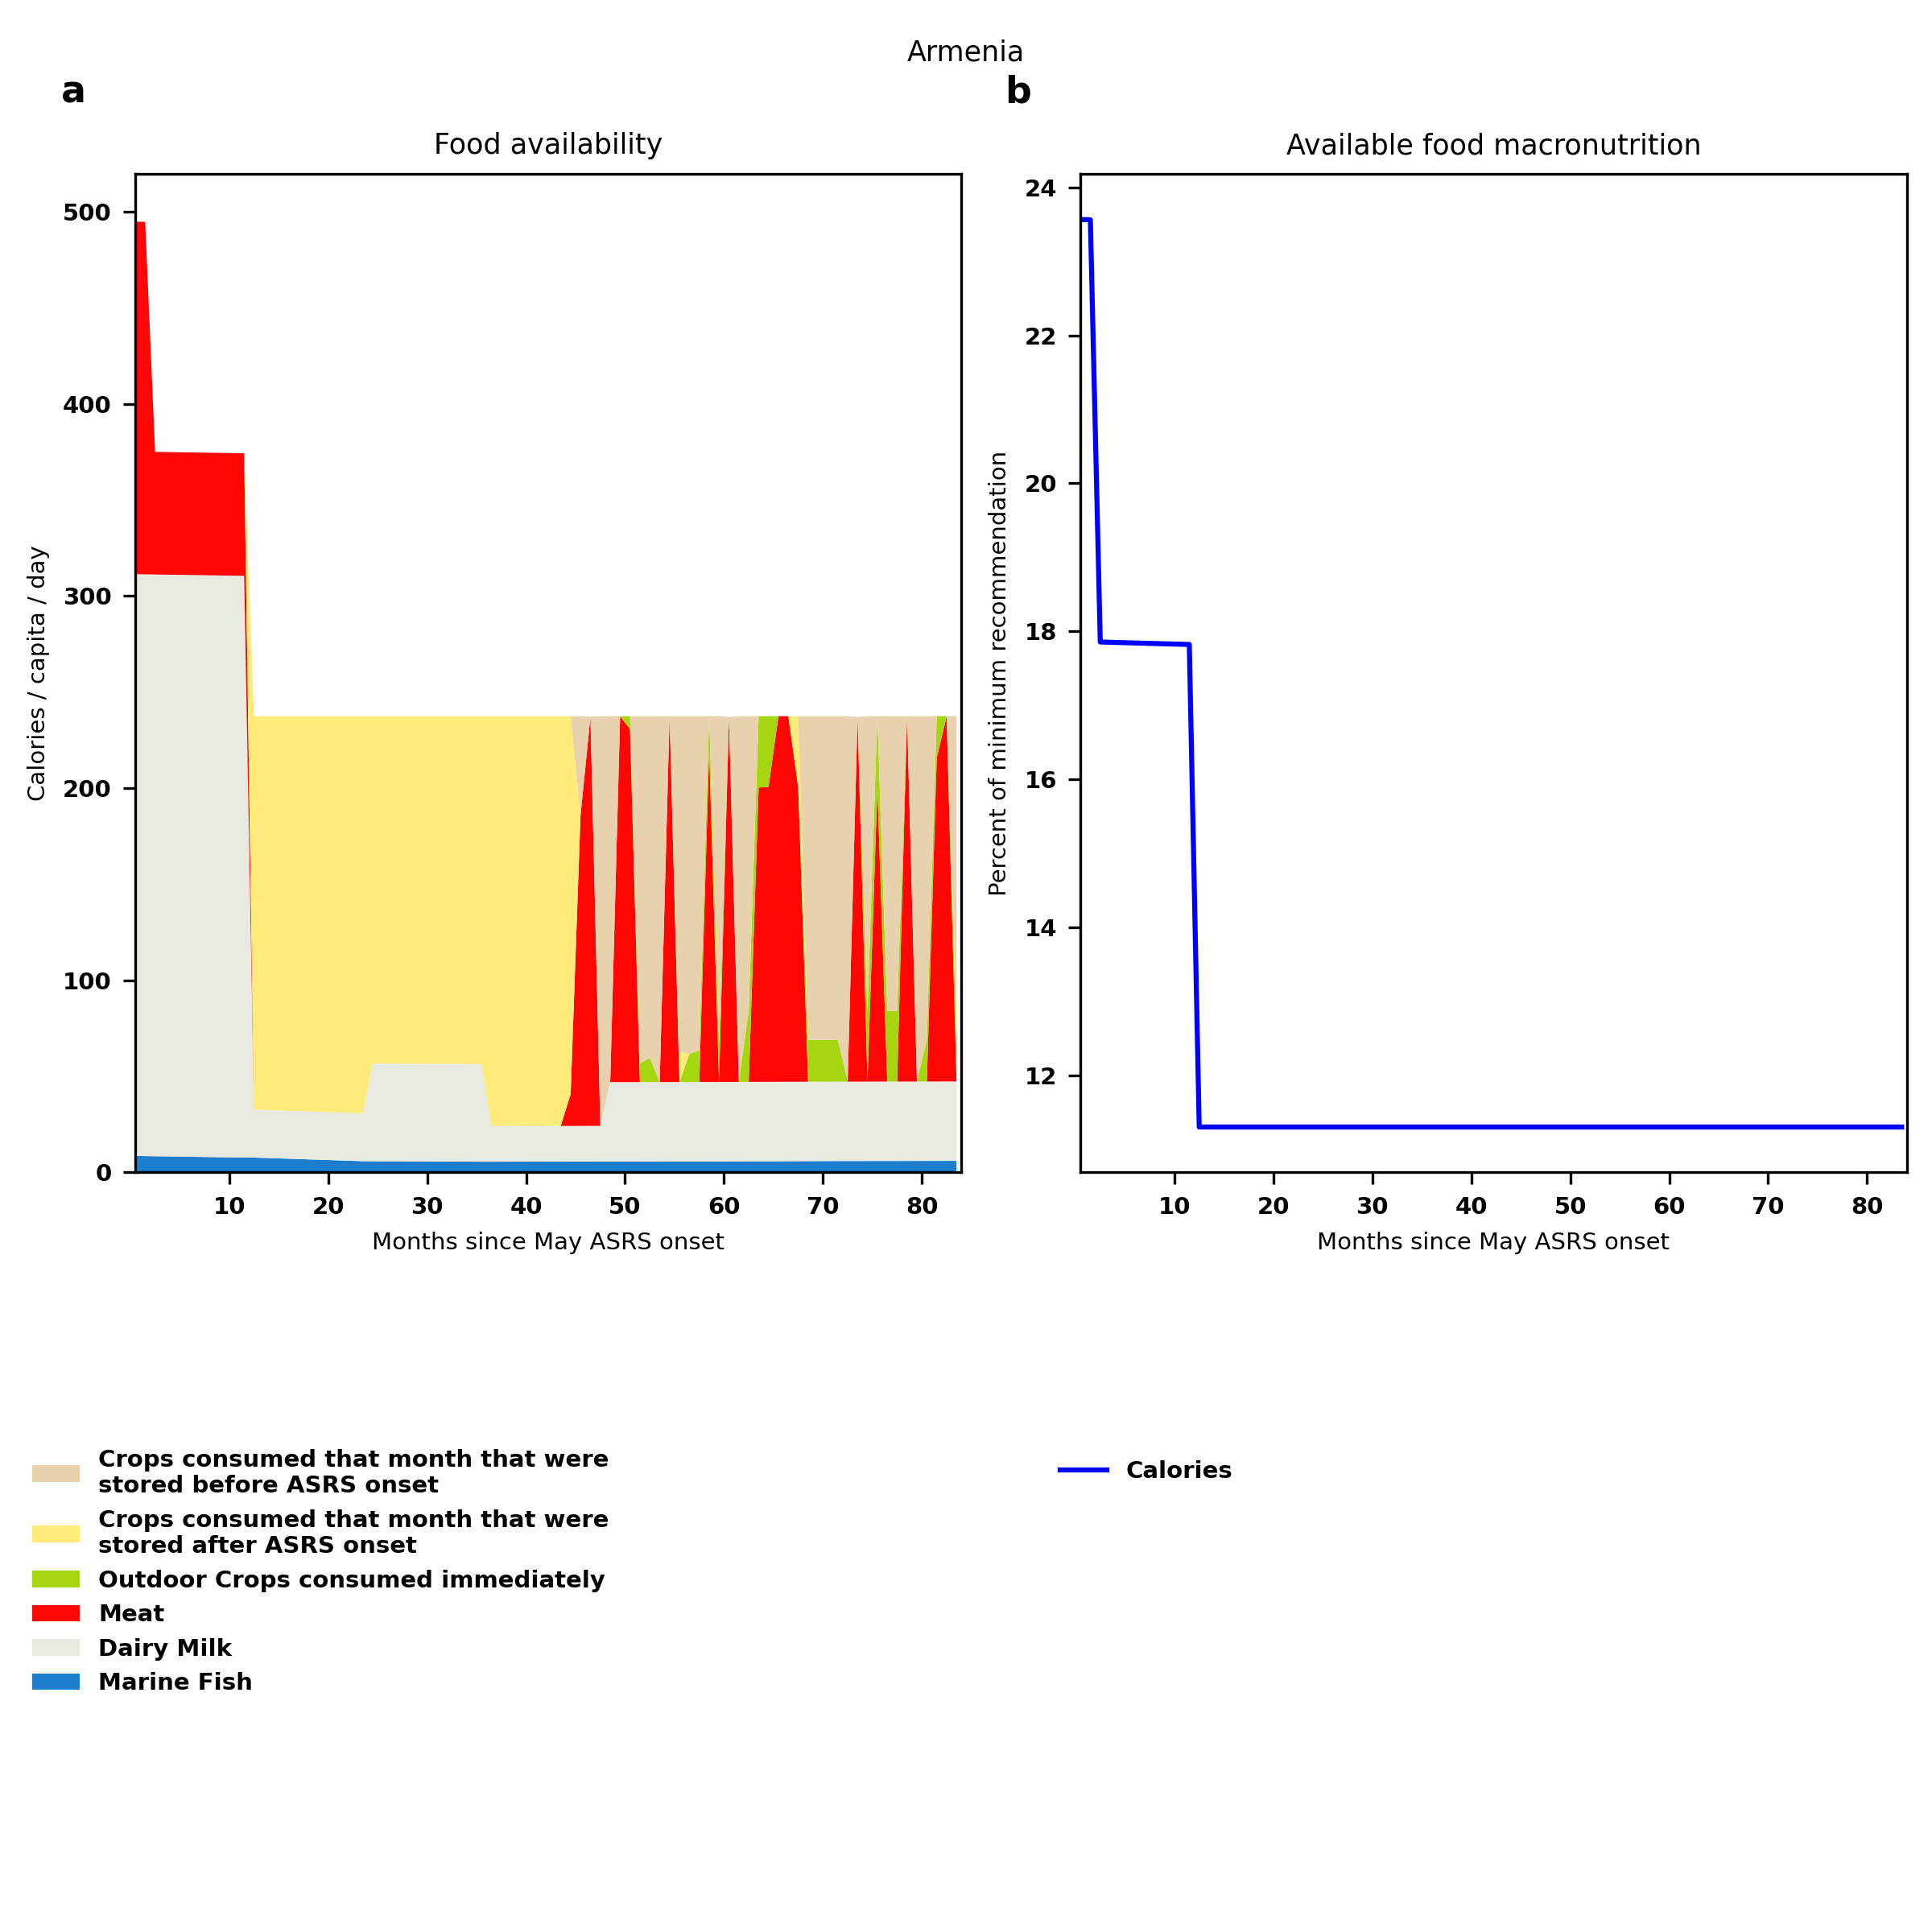 Armenia
a
b
Food availability
Available food macronutrition
500
400
300
200
100
0
Calories / capita / day
10 20 30 40 50 60 70 80
Months since May ASRS onset
24
22
20
18
16
14
12
Percent of minimum recommendation
10 20 30 40 50 60 70 80
Months since May ASRS onset
Crops consumed that month that were
stored before ASRS onset
Crops consumed that month that were
stored after ASRS onset
Outdoor Crops consumed immediately
Meat
Dairy Milk
Marine Fish
Calories